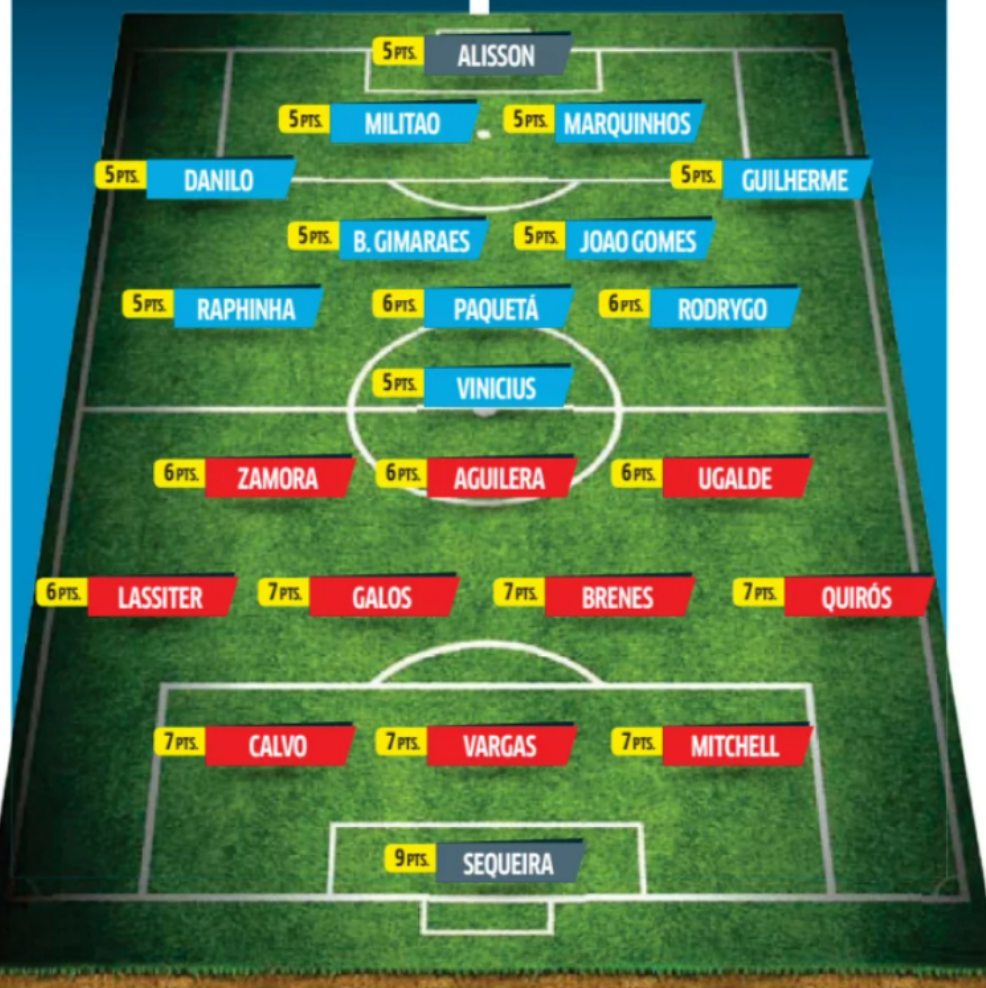 5 PTS. ALISSON
5 PTS. MILITAO 5 PTS. MARQUINHOS
5 PTS. DANILO 5 PTS. GUILHERME
5 PTS. B. GIMARAES 5 PTS. JOAO GOMES
5 PTS. RAPHINHA 6 PTS. PAQUETÁ 6 PTS. RODRYGO
5 PTS. VINICIUS
6 PTS. ZAMORA 6 PTS. AGUILERA 6 PTS. UGALDE
6 PTS. LASSITER 7 PTS. GALOS 7 PTS. BRENES 7 PTS. QUIRÓS
7 PTS. CALVO 7 PTS. VARGAS 7 PTS. MITCHELL
9 PTS. SEQUEIRA